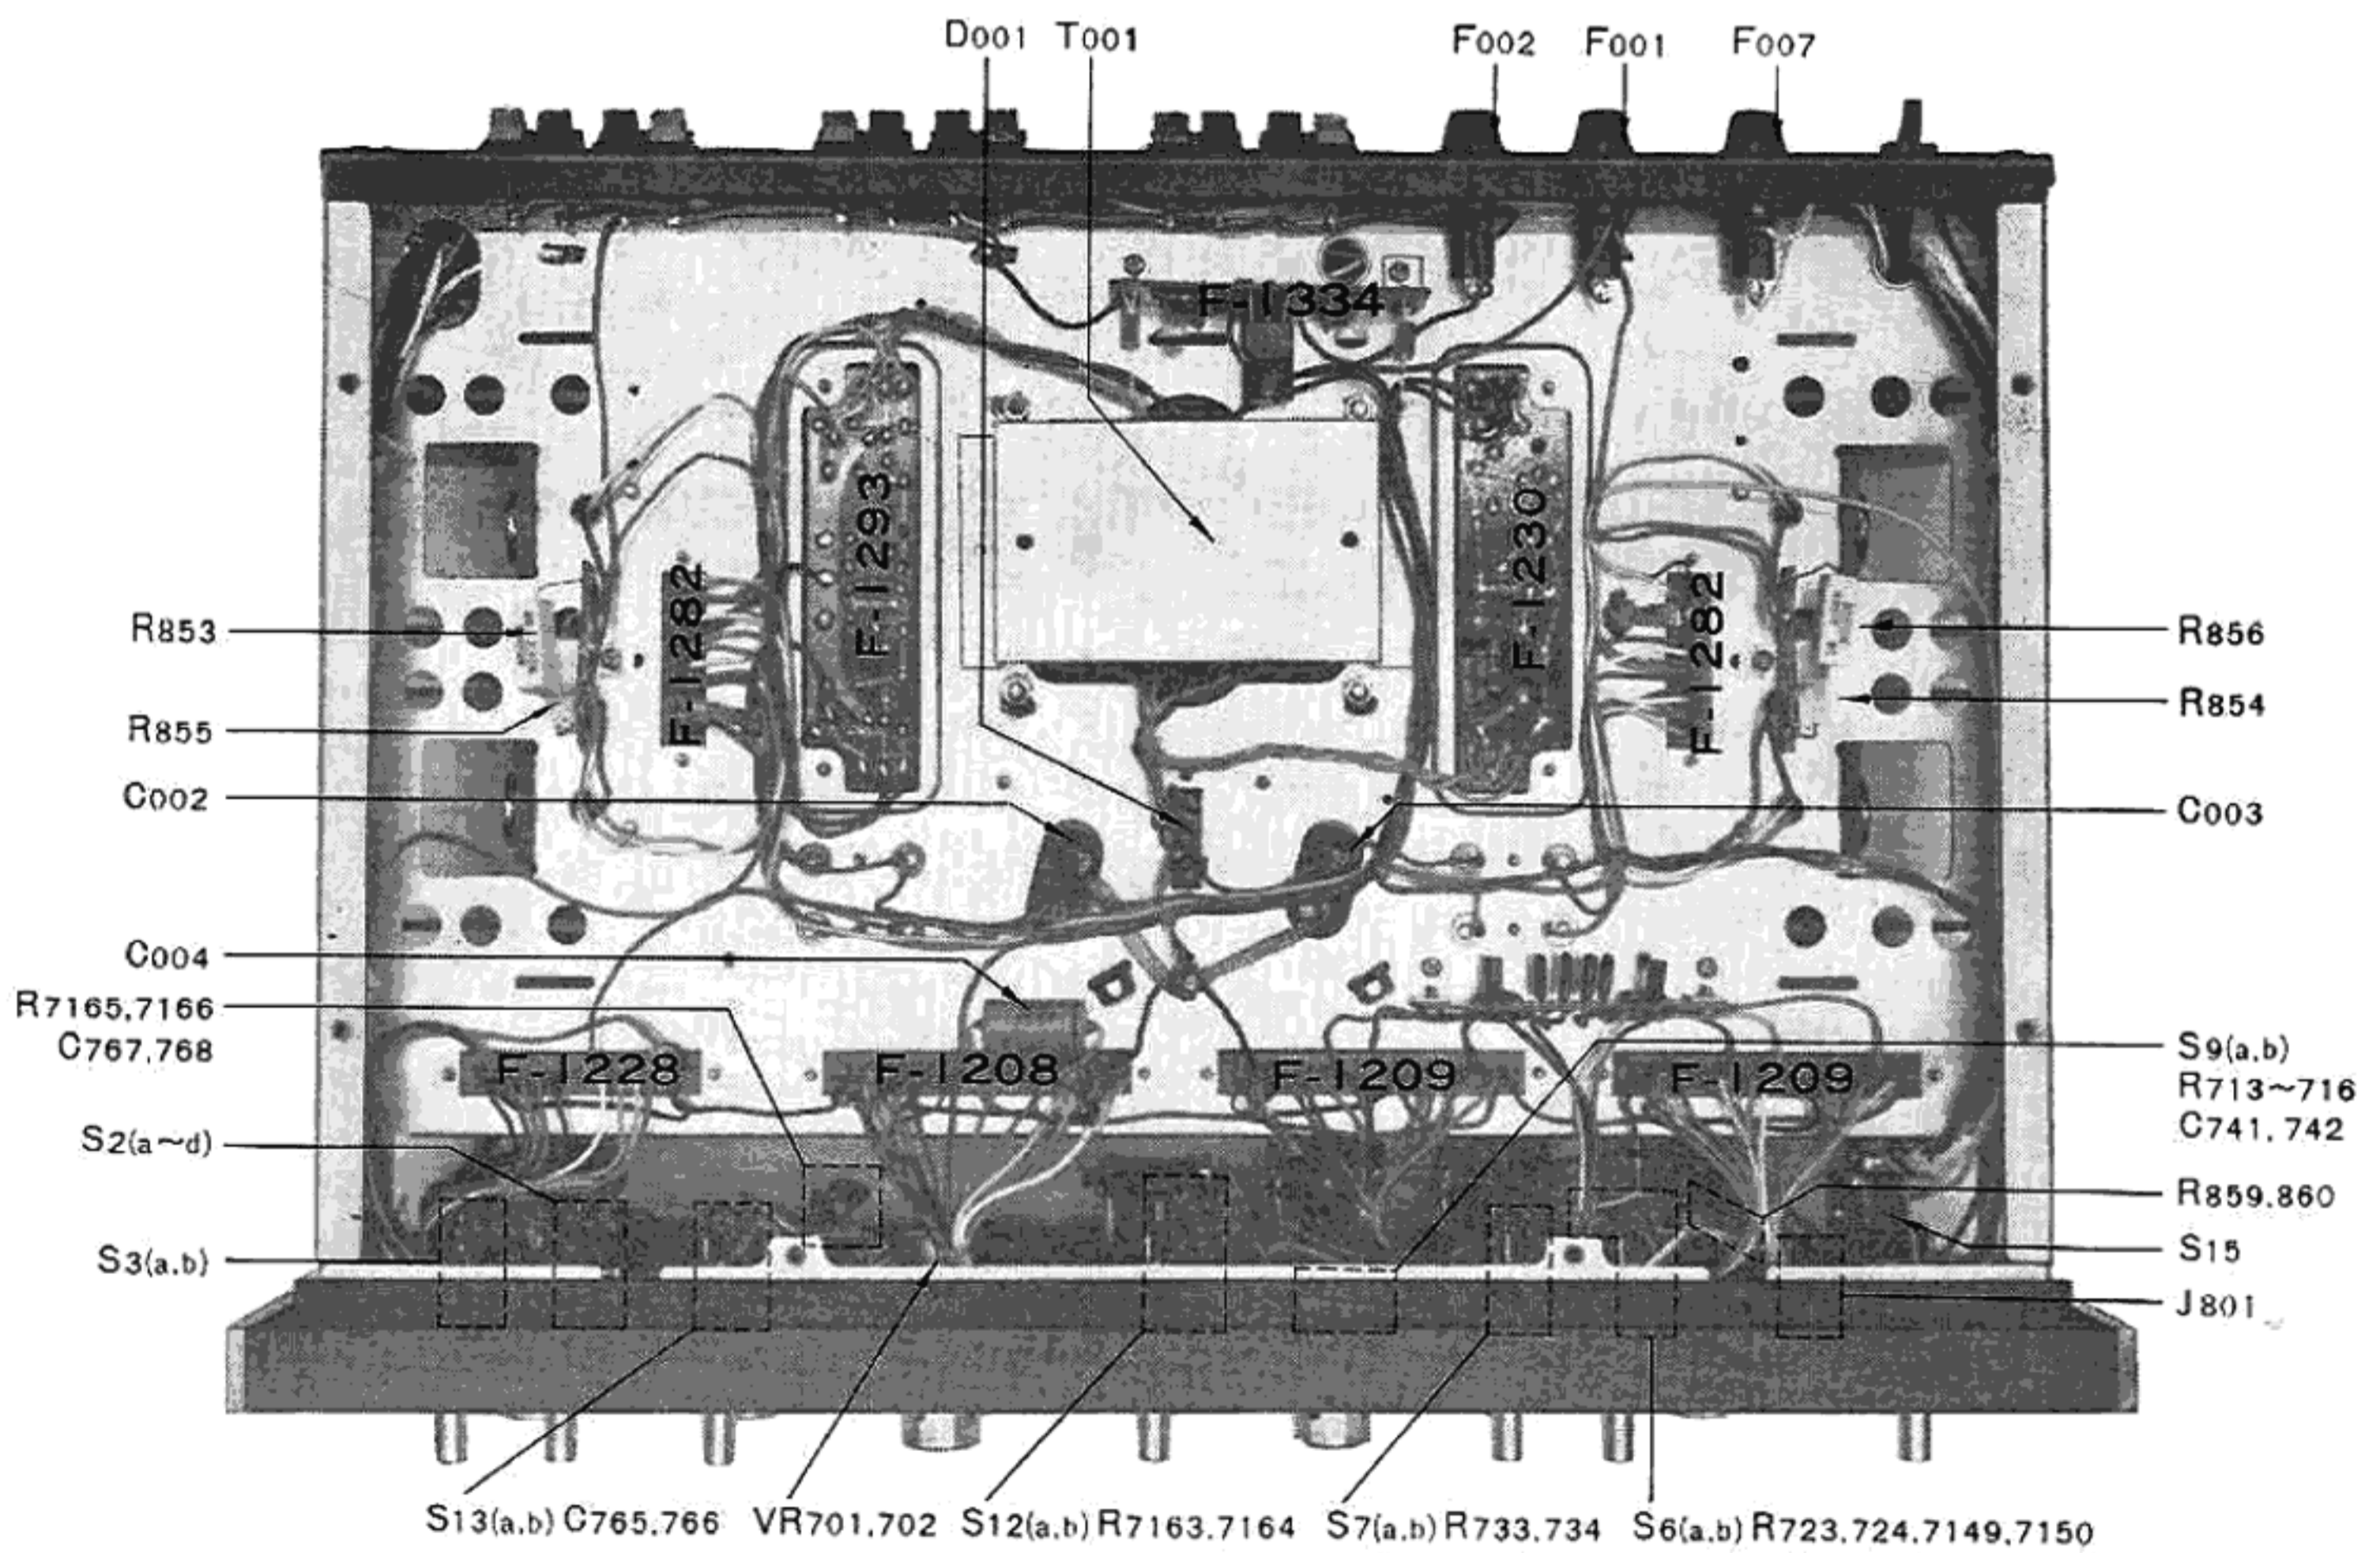 D001 T001 F002 F001 F007
F-1334
F-1293
F-1230
F-1282
F-1282
R853
R855
C002
C004
R7165,7166
C767,768
S2(a~d)
S3(a,b)
R856
R854
C003
S9(a,b)
R713~716
C741,742
R859,860
S15
J801
F-1228 F-1208 F-1209 F-1209
S13(a,b) C765,766 VR701,702 S12(a,b) R7163,7164 S7(a,b) R733,734 S6(a,b) R723,724,7149,7150